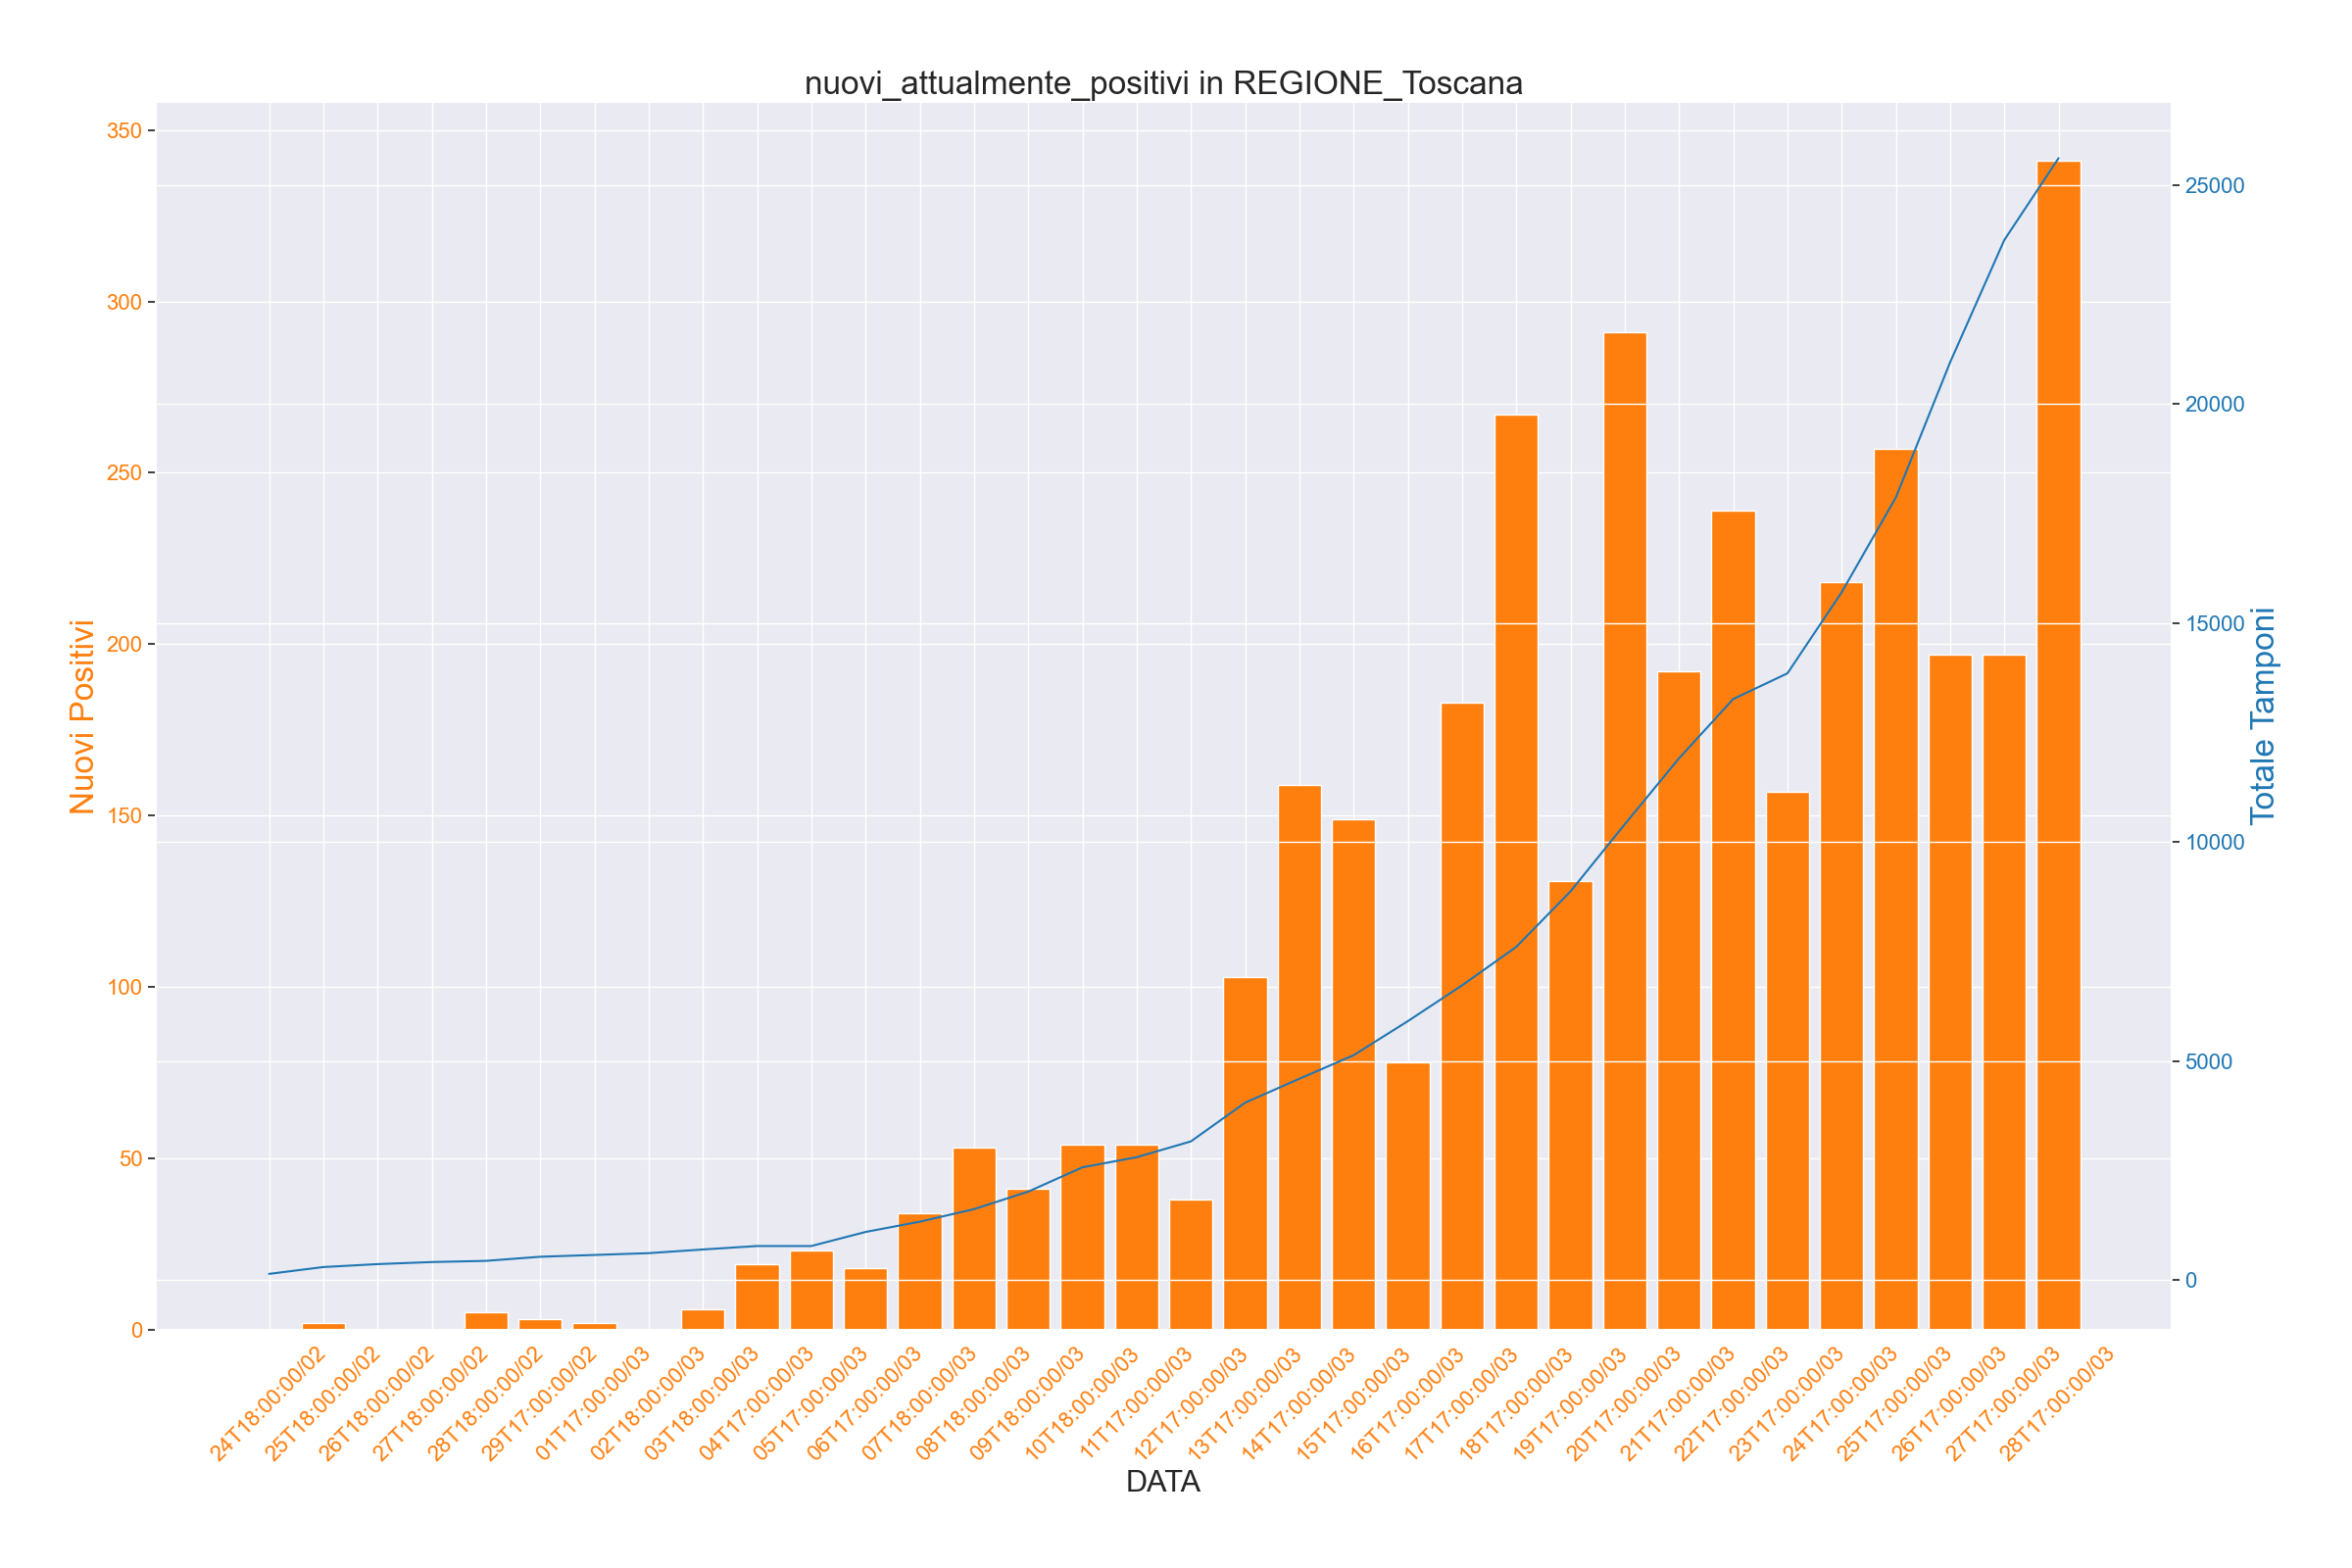 nuovi_attualmente_positivi in REGIONE_Toscana
350
300
250
200
150
100
50
0
Nuovi Positivi
25000
20000
15000
10000
5000
0
Totale Tamponi
24T18:00:00/02
25T18:00:00/02
26T18:00:00/02
27T18:00:00/02
28T18:00:00/02
29T17:00:00/02
01T17:00:00/03
02T18:00:00/03
03T18:00:00/03
04T17:00:00/03
05T17:00:00/03
06T17:00:00/03
07T18:00:00/03
08T18:00:00/03
09T18:00:00/03
10T18:00:00/03
11T17:00:00/03
12T17:00:00/03
13T17:00:00/03
14T17:00:00/03
15T17:00:00/03
16T17:00:00/03
17T17:00:00/03
18T17:00:00/03
19T17:00:00/03
20T17:00:00/03
21T17:00:00/03
22T17:00:00/03
23T17:00:00/03
24T17:00:00/03
25T17:00:00/03
26T17:00:00/03
27T17:00:00/03
28T17:00:00/03
DATA